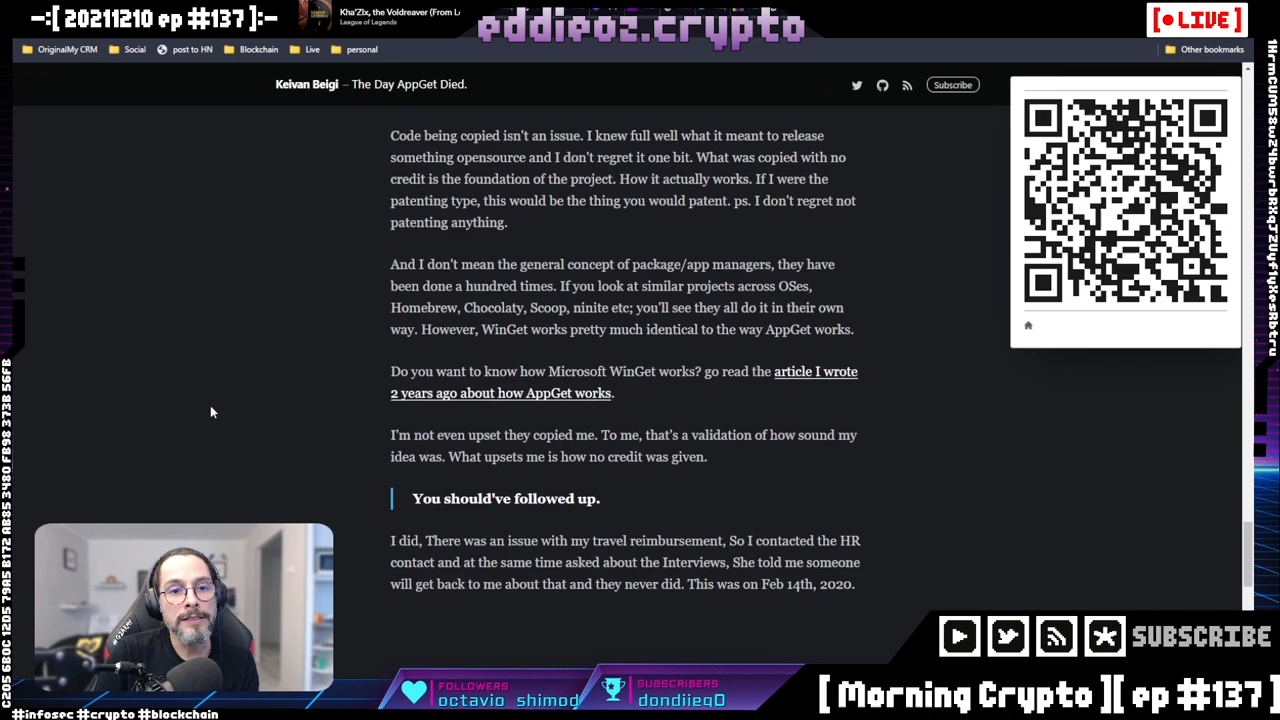 -:[ 20211210 ep #137 ]:-
Kha'Zix, the Voidreaver (From L
League of Legends
eddieoz.crypto
[ LIVE ]
OriginalMy CRM
Social
post to HN
Blockchain
Live
personal
Other bookmarks
Keivan Beigi – The Day AppGet Died.
Subscribe
Code being copied isn't an issue. I knew full well what it meant to release
something opensource and I don't regret it one bit. What was copied with no
credit is the foundation of the project. How it actually works. If I were the
patenting type, this would be the thing you would patent. ps. I don't regret not
patenting anything.
And I don't mean the general concept of package/app managers, they have
been done a hundred times. If you look at similar projects across OSes,
Homebrew, Chocolaty, Scoop, ninite etc; you'll see they all do it in their own
way. However, WinGet works pretty much identical to the way AppGet works.
Do you want to know how Microsoft WinGet works? go read the article I wrote
2 years ago about how AppGet works.
I'm not even upset they copied me. To me, that's a validation of how sound my
idea was. What upsets me is how no credit was given.
You should've followed up.
I did, There was an issue with my travel reimbursement, So I contacted the HR
contact and at the same time asked about the Interviews, She told me someone
will get back to me about that and they never did. This was on Feb 14th, 2020.
SUBSCRIBE
FOLLOWERS
octavio_shimod
SUBSCRIBERS
dondiieg0
[ Morning Crypto ][ ep #137 ]
#infosec #crypto #blockchain